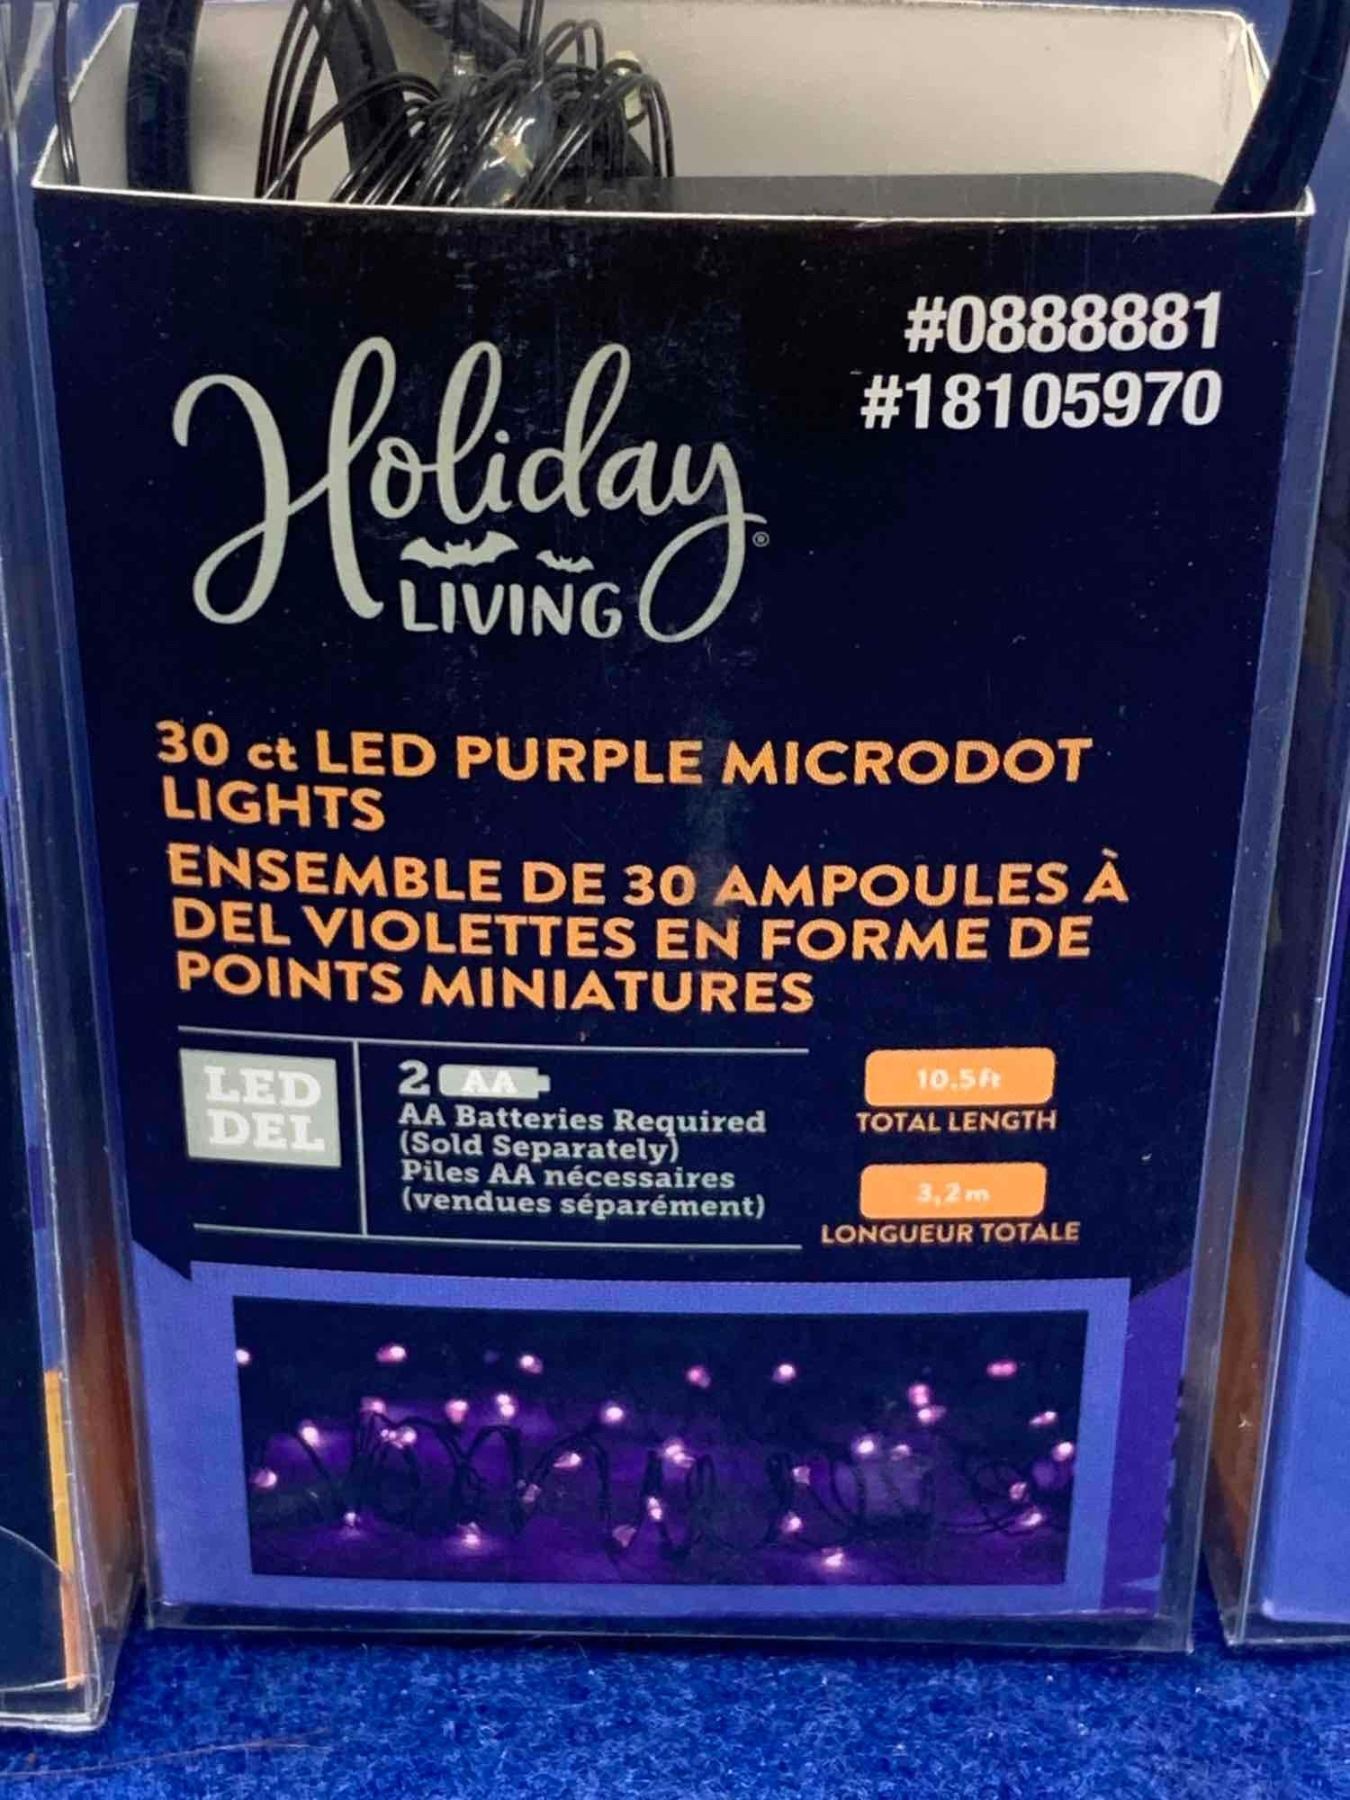 #0888881
#18105970
Holiday
LIVING
30 ct LED PURPLE MICRODOT
LIGHTS
ENSEMBLE DE 30 AMPOULES À
DEL VIOLETTES EN FORME DE
POINTS MINIATURES
LED
DEL
2 AA
AA Batteries Required
(Sold Separately)
Piles AA nécessaires
(vendues séparément)
10.5ft
TOTAL LENGTH
3,2m
LONGUEUR TOTALE